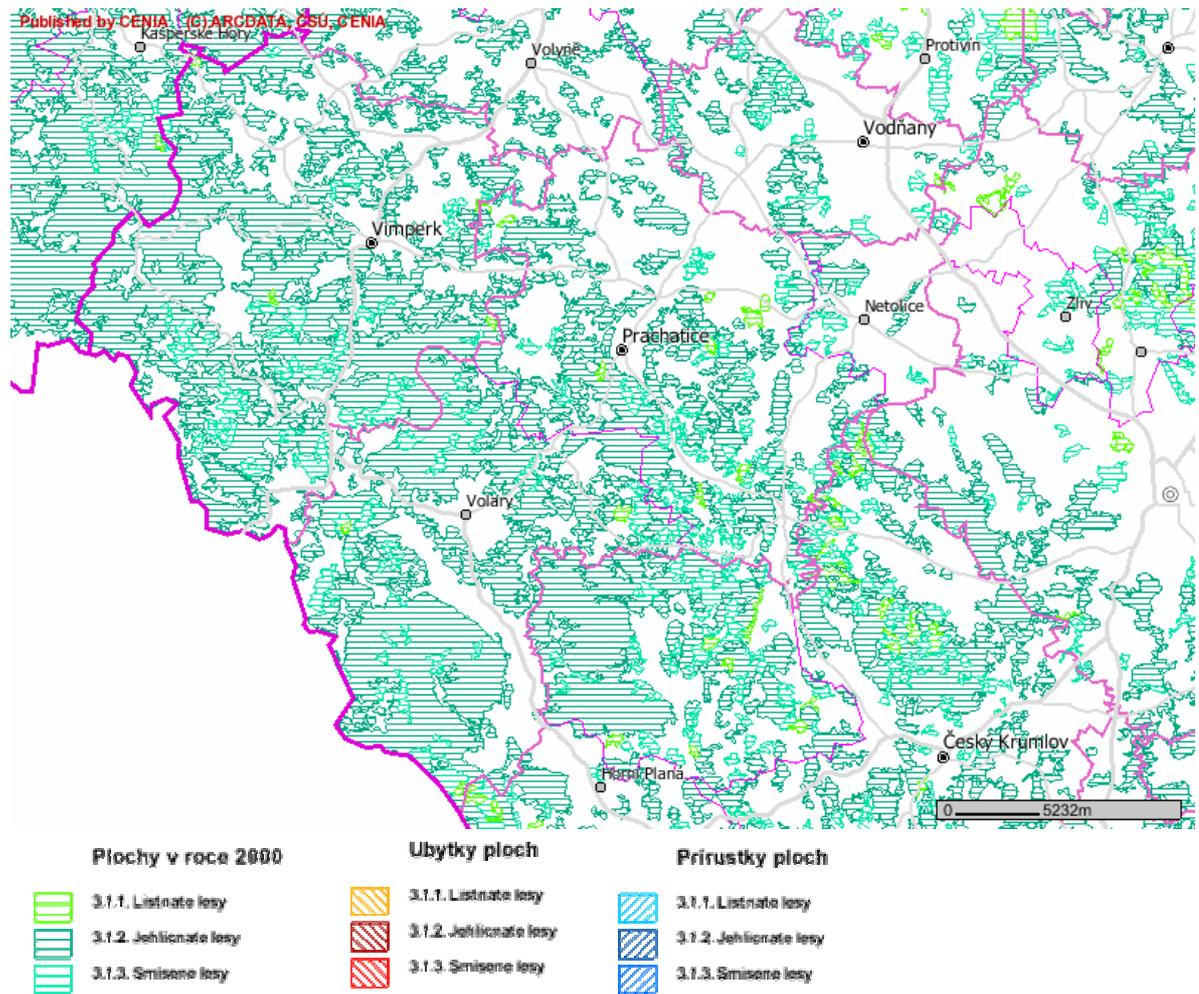 Published by CENIA, (C) ARCDATA, ČSÚ, CENIA
Kašperské Hory
Volyně
Protivín
Vodňany
Vimperk
Netolice
Zliv
Prachatice
Volary
Český Krumlov
Horní Planá
0 5232m
Plochy v roce 2000
3.1.1. Listnate lesy
3.1.2. Jehlicnate lesy
3.1.3. Smisene lesy
Ubytky ploch
3.1.1. Listnate lesy
3.1.2. Jehlicnate lesy
3.1.3. Smisene lesy
Prirustky ploch
3.1.1. Listnate lesy
3.1.2. Jehlicnate lesy
3.1.3. Smisene lesy